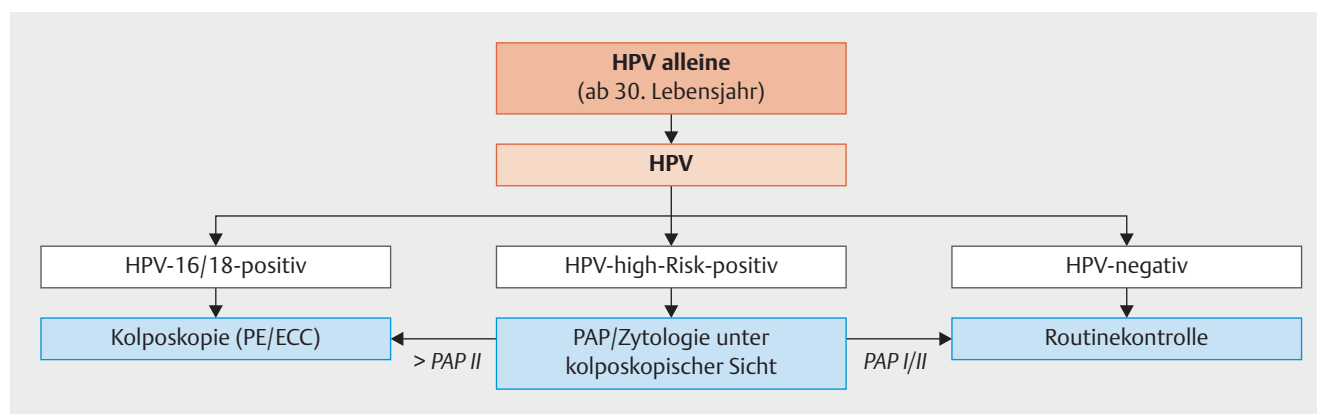 HPV alleine
(ab 30. Lebensjahr)
HPV
HPV-16/18-positiv
HPV-high-Risk-positiv
HPV-negativ
Kolposkopie (PE/ECC)
> PAP II
PAP/Zytologie unter
kolposkopischer Sicht
PAP I/II
Routinekontrolle